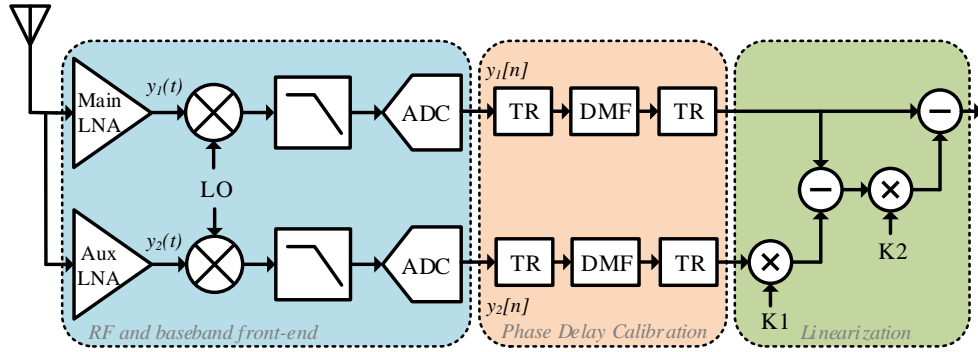 Main
LNA
y1(t)
ADC
y1[n]
TR
DMF
TR
LO
Aux
LNA
y2(t)
ADC
TR
DMF
TR
y2[n]
K1
K2
RF and baseband front-end
Phase Delay Calibration
Linearization